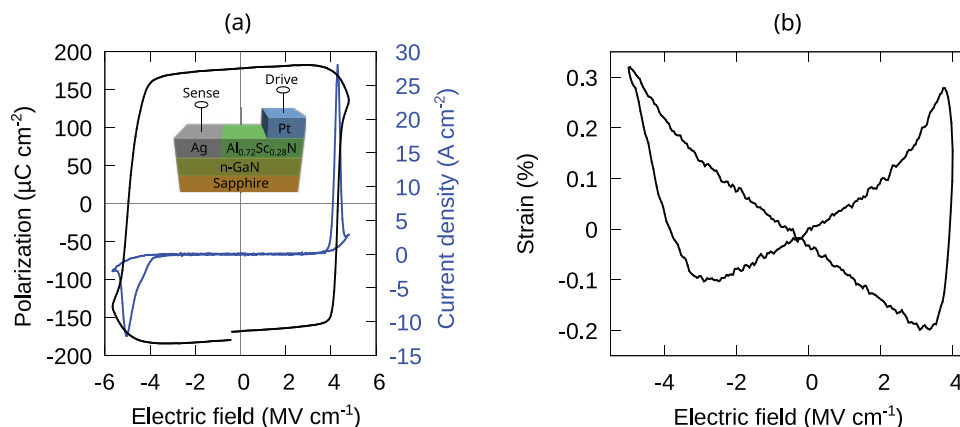 (a)
200
150
100
50
0
-50
-100
-150
-200
Polarization (µC cm⁻²)
-6 -4 -2 0 2 4 6
Electric field (MV cm⁻¹)
30
25
20
15
10
5
0
-5
-10
-15
Current density (A cm⁻²)
Sense
Drive
Pt
Ag
Al₀.₇₂Sc₀.₂₈N
n-GaN
Sapphire
(b)
0.3
0.2
0.1
0
-0.1
-0.2
Strain (%)
-4 -2 0 2 4
Electric field (MV cm⁻¹)